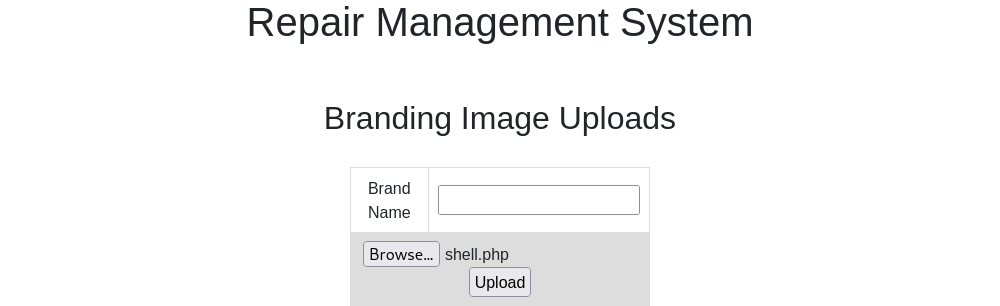 Repair Management System
Branding Image Uploads
Brand
Name
Browse... shell.php
Upload